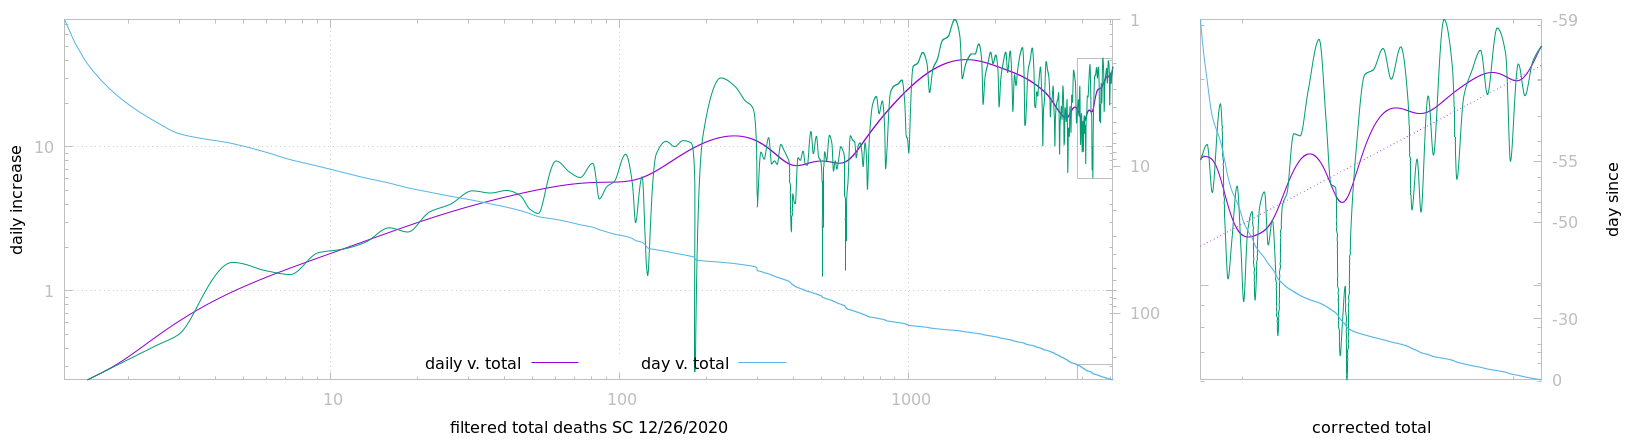 1
-59
10
-55
10
-50
daily increase
day since
1
100
-30
daily v. total
day v. total
0
10
100
1000
filtered total deaths SC 12/26/2020
corrected total